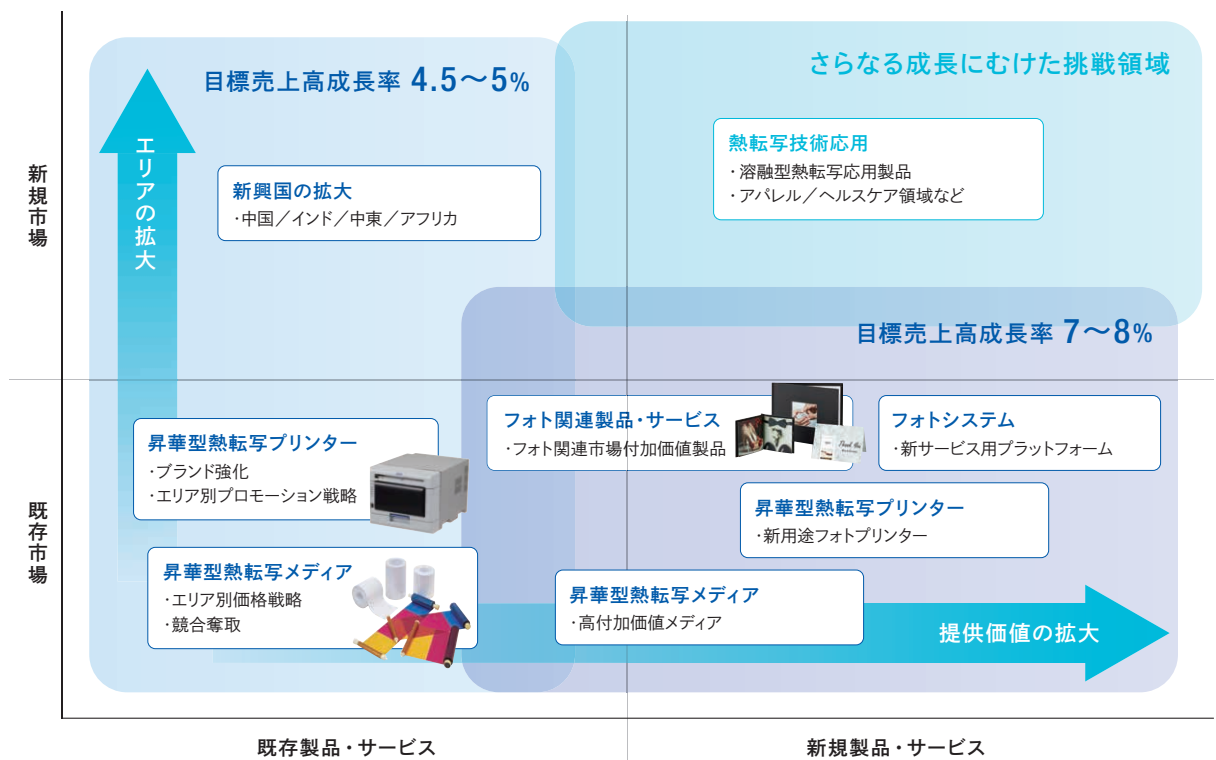 目標売上高成長率 4.5〜5%
さらなる成長にむけた挑戦領域
エリアの拡大
新規市場
新興国の拡大
・中国／インド／中東／アフリカ
熱転写技術応用
・溶融型熱転写応用製品
・アパレル／ヘルスケア領域など
目標売上高成長率 7〜8%
既存市場
昇華型熱転写プリンター
・ブランド強化
・エリア別プロモーション戦略
フォト関連製品・サービス
・フォト関連市場付加価値製品
フォトシステム
・新サービス用プラットフォーム
昇華型熱転写プリンター
・新用途フォトプリンター
昇華型熱転写メディア
・エリア別価格戦略
・競合奪取
昇華型熱転写メディア
・高付加価値メディア
提供価値の拡大
既存製品・サービス
新規製品・サービス